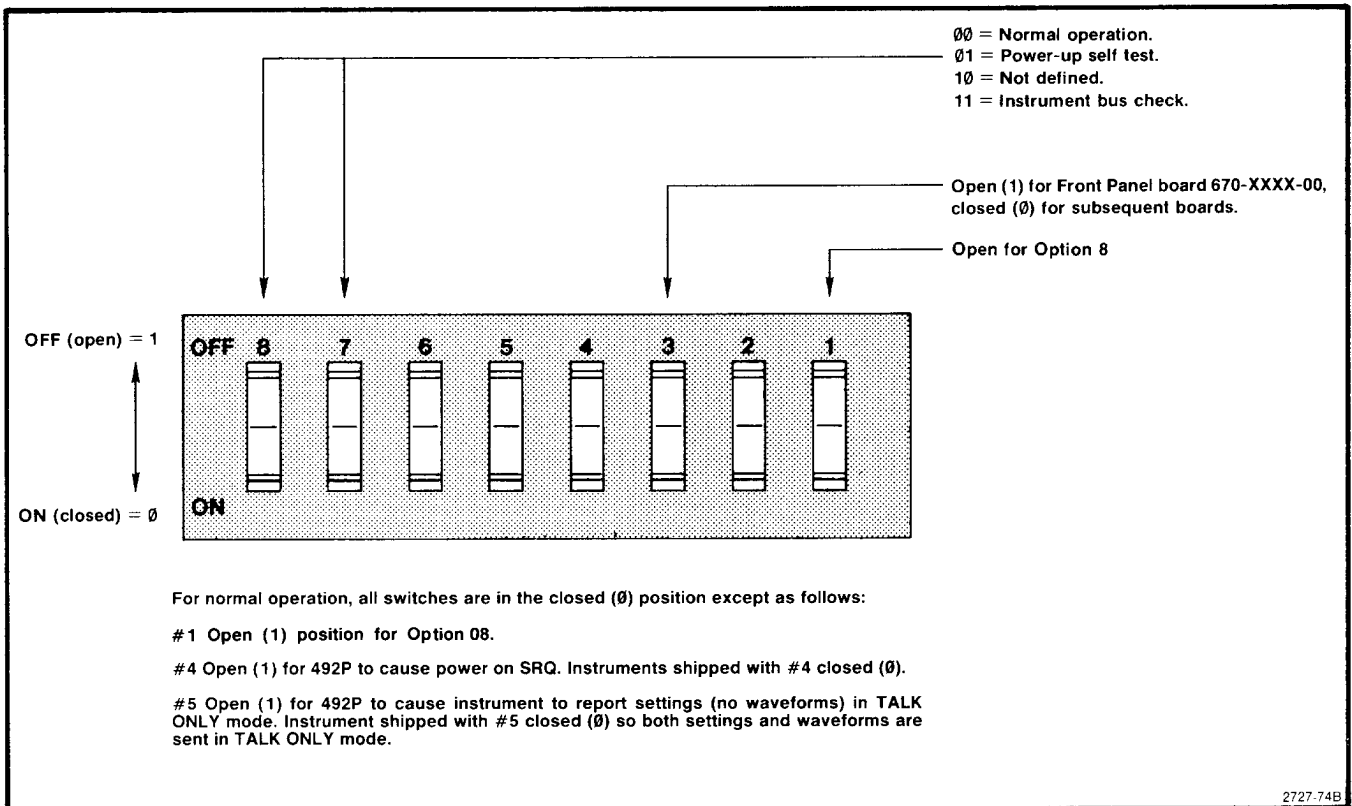 ØØ = Normal operation.
Ø1 = Power-up self test.
1Ø = Not defined.
11 = Instrument bus check.
Open (1) for Front Panel board 670-XXXX-00,
closed (Ø) for subsequent boards.
Open for Option 8
OFF (open) = 1
OFF 8 7 6 5 4 3 2 1
ON (closed) = Ø
ON
For normal operation, all switches are in the closed (Ø) position except as follows:
#1 Open (1) position for Option 08.
#4 Open (1) for 492P to cause power on SRQ. Instruments shipped with #4 closed (Ø).
#5 Open (1) for 492P to cause instrument to report settings (no waveforms) in TALK
ONLY mode. Instrument shipped with #5 closed (Ø) so both settings and waveforms are
sent in TALK ONLY mode.
2727-74B